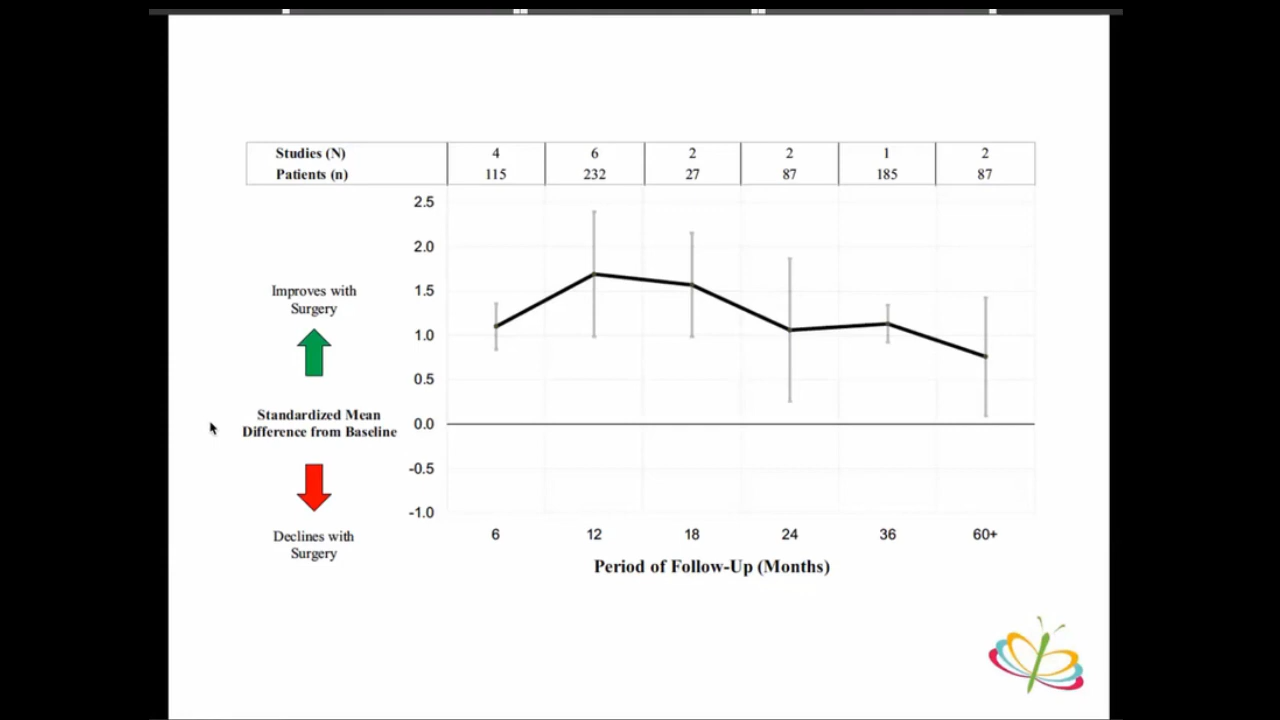 Studies (N) 4 6 2 2 1 2
Patients (n) 115 232 27 87 185 87
2.5
2.0
1.5
1.0
0.5
0.0
-0.5
-1.0
Improves with
Surgery
Standardized Mean
Difference from Baseline
Declines with
Surgery
6 12 18 24 36 60+
Period of Follow-Up (Months)